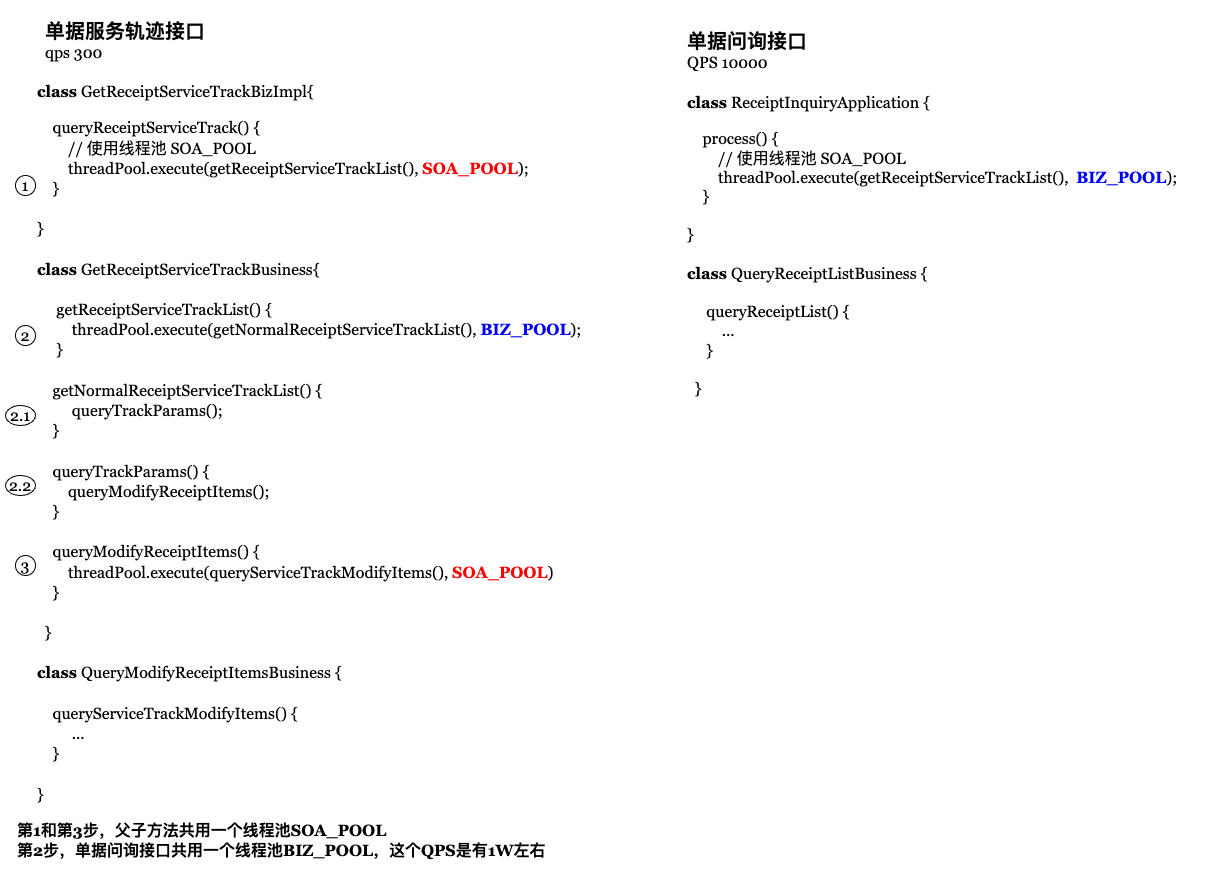 单据服务轨迹接口
qps 300
class GetReceiptServiceTrackBizImpl{
queryReceiptServiceTrack() {
// 使用线程池 SOA_POOL
threadPool.execute(getReceiptServiceTrackList(), SOA_POOL);
1 }
}
class GetReceiptServiceTrackBusiness{
getReceiptServiceTrackList() {
2 threadPool.execute(getNormalReceiptServiceTrackList(), BIZ_POOL);
}
getNormalReceiptServiceTrackList() {
2.1 queryTrackParams();
}
queryTrackParams() {
2.2 queryModifyReceiptItems();
}
queryModifyReceiptItems() {
3 threadPool.execute(queryServiceTrackModifyItems(), SOA_POOL)
}
}
class QueryModifyReceiptItemsBusiness {
queryServiceTrackModifyItems() {
...
}
}
第1和第3步，父子方法共用一个线程池SOA_POOL
第2步，单据问询接口共用一个线程池BIZ_POOL，这个QPS是有1W左右
单据问询接口
QPS 10000
class ReceiptInquiryApplication {
process() {
// 使用线程池 SOA_POOL
threadPool.execute(getReceiptServiceTrackList(), BIZ_POOL);
}
}
class QueryReceiptListBusiness {
queryReceiptList() {
...
}
}